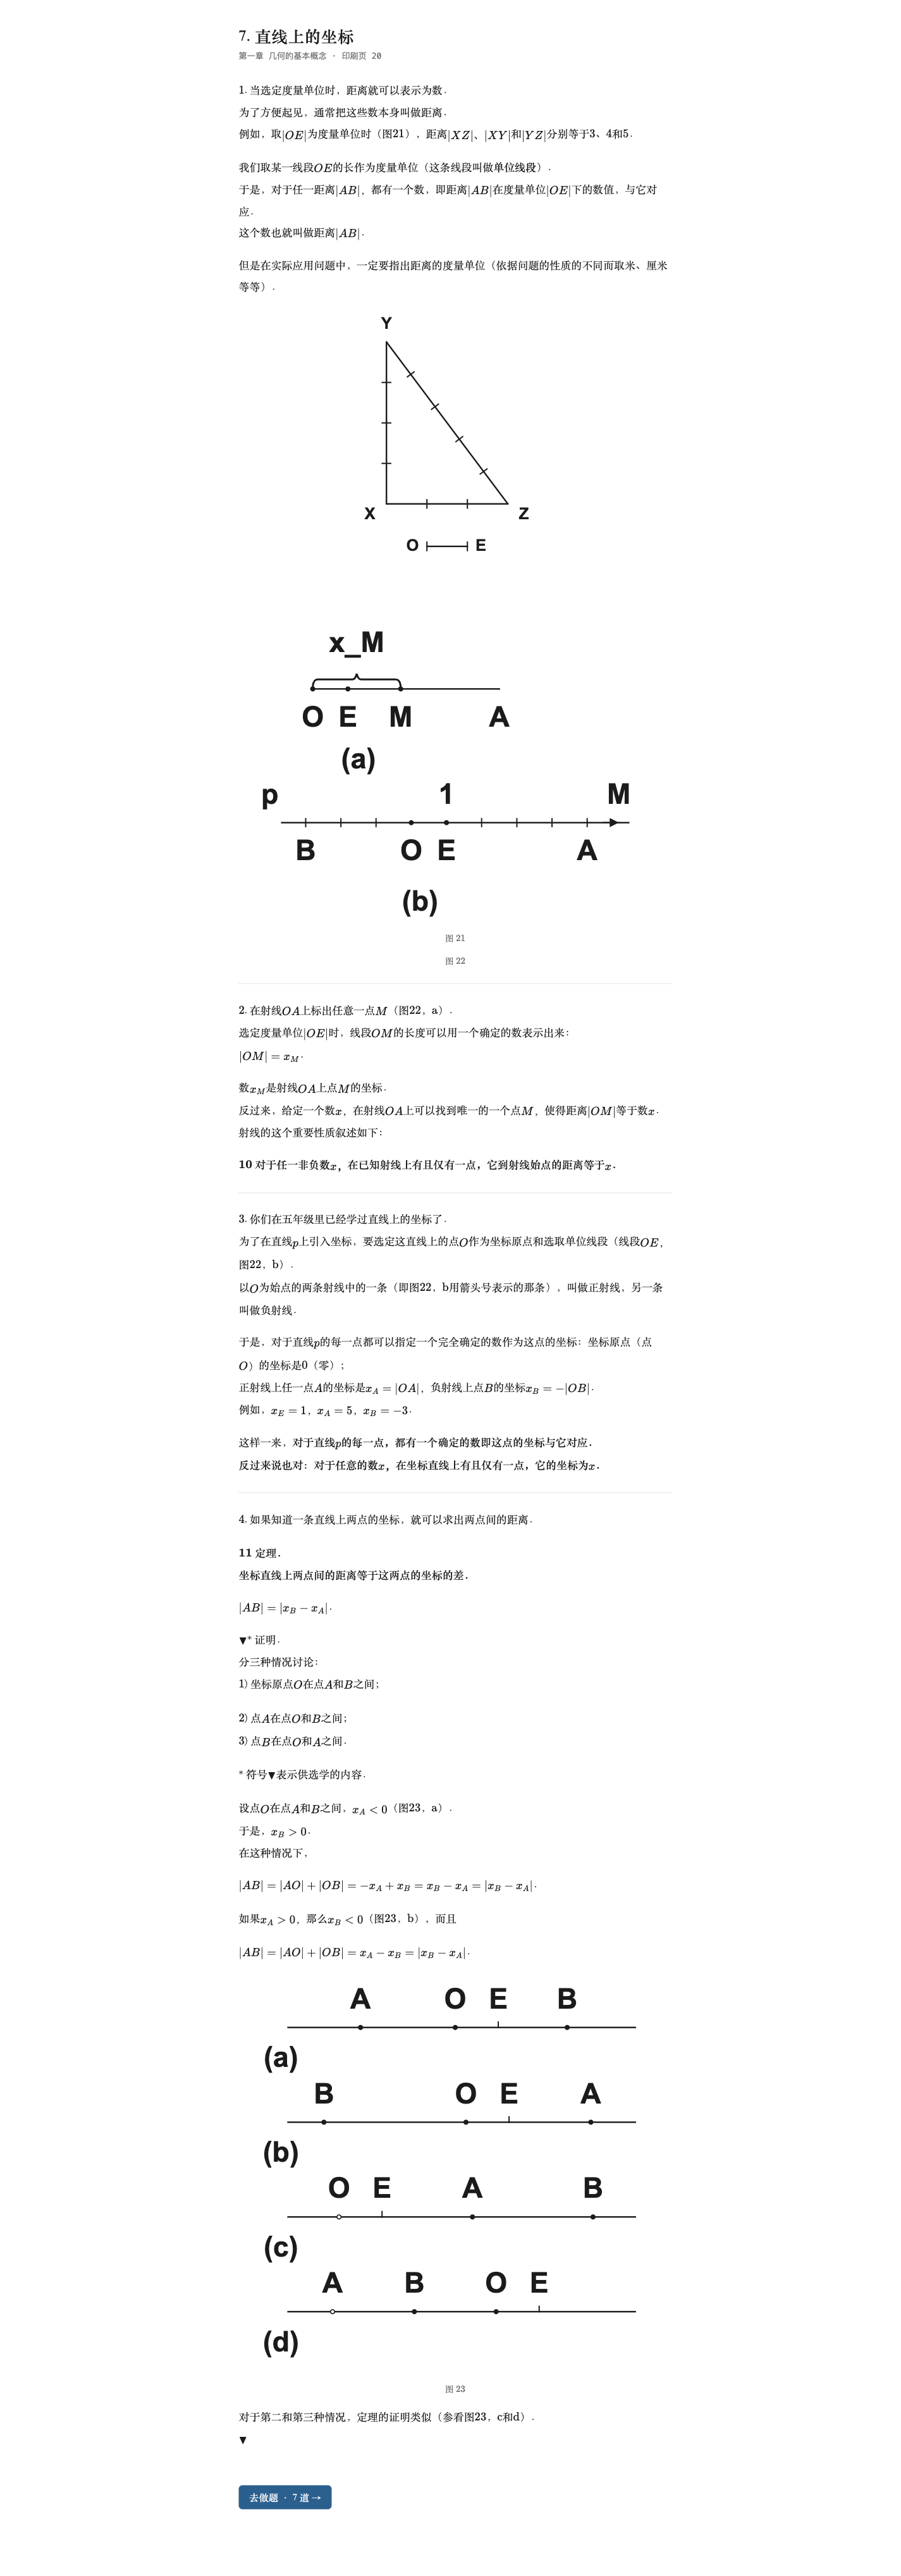 7. 直线上的坐标
第一章 几何的基本概念 · 印刷页 20
1. 当选定度量单位时，距离就可以表示为数.
为了方便起见，通常把这些数本身叫做距离.
例如，取|OE|为度量单位时（图21），距离|XZ|、|XY|和|YZ|分别等于3、4和5.
我们取某一线段OE的长作为度量单位（这条线段叫做单位线段）.
于是，对于任一距离|AB|，都有一个数，即距离|AB|在度量单位|OE|下的数值，与它对
应.
这个数也就叫做距离|AB|.
但是在实际应用问题中，一定要指出距离的度量单位（依据问题的性质的不同而取米、厘米
等等）.
Y
X
Z
O E
x_M
O E M A
(a)
p 1 M
B O E A
(b)
图 21
图 22
2. 在射线OA上标出任意一点M（图22，a）.
选定度量单位|OE|时，线段OM的长度可以用一个确定的数表示出来：
|OM| = x_M.
数x_M是射线OA上点M的坐标.
反过来，给定一个数x，在射线OA上可以找到唯一的一个点M，使得距离|OM|等于数x.
射线的这个重要性质叙述如下：
10 对于任一非负数x，在已知射线上有且仅有一点，它到射线始点的距离等于x.
3. 你们在五年级里已经学过直线上的坐标了.
为了在直线p上引入坐标，要选定这直线上的点O作为坐标原点和选取单位线段（线段OE，
图22，b）.
以O为始点的两条射线中的一条（即图22，b用箭头号表示的那条），叫做正射线，另一条
叫做负射线.
于是，对于直线p的每一点都可以指定一个完全确定的数作为这点的坐标：坐标原点（点
O）的坐标是0（零）；
正射线上任一点A的坐标是x_A = |OA|，负射线上点B的坐标x_B = −|OB|.
例如，x_E = 1，x_A = 5，x_B = −3.
这样一来，对于直线p的每一点，都有一个确定的数即这点的坐标与它对应.
反过来说也对：对于任意的数x，在坐标直线上有且仅有一点，它的坐标为x.
4. 如果知道一条直线上两点的坐标，就可以求出两点间的距离.
11 定理.
坐标直线上两点间的距离等于这两点的坐标的差.
|AB| = |x_B − x_A|.
▼* 证明.
分三种情况讨论：
1) 坐标原点O在点A和B之间；
2) 点A在点O和B之间；
3) 点B在点O和A之间.
* 符号▼表示供选学的内容.
设点O在点A和B之间，x_A < 0（图23，a）.
于是，x_B > 0.
在这种情况下，
|AB| = |AO| + |OB| = −x_A + x_B = x_B − x_A = |x_B − x_A|.
如果x_A > 0，那么x_B < 0（图23，b），而且
|AB| = |AO| + |OB| = x_A − x_B = |x_B − x_A|.
A O E B
(a)
B O E A
(b)
O E A B
(c)
A B O E
(d)
图 23
对于第二和第三种情况，定理的证明类似（参看图23，c和d）.
▼
去做题 · 7 道 →